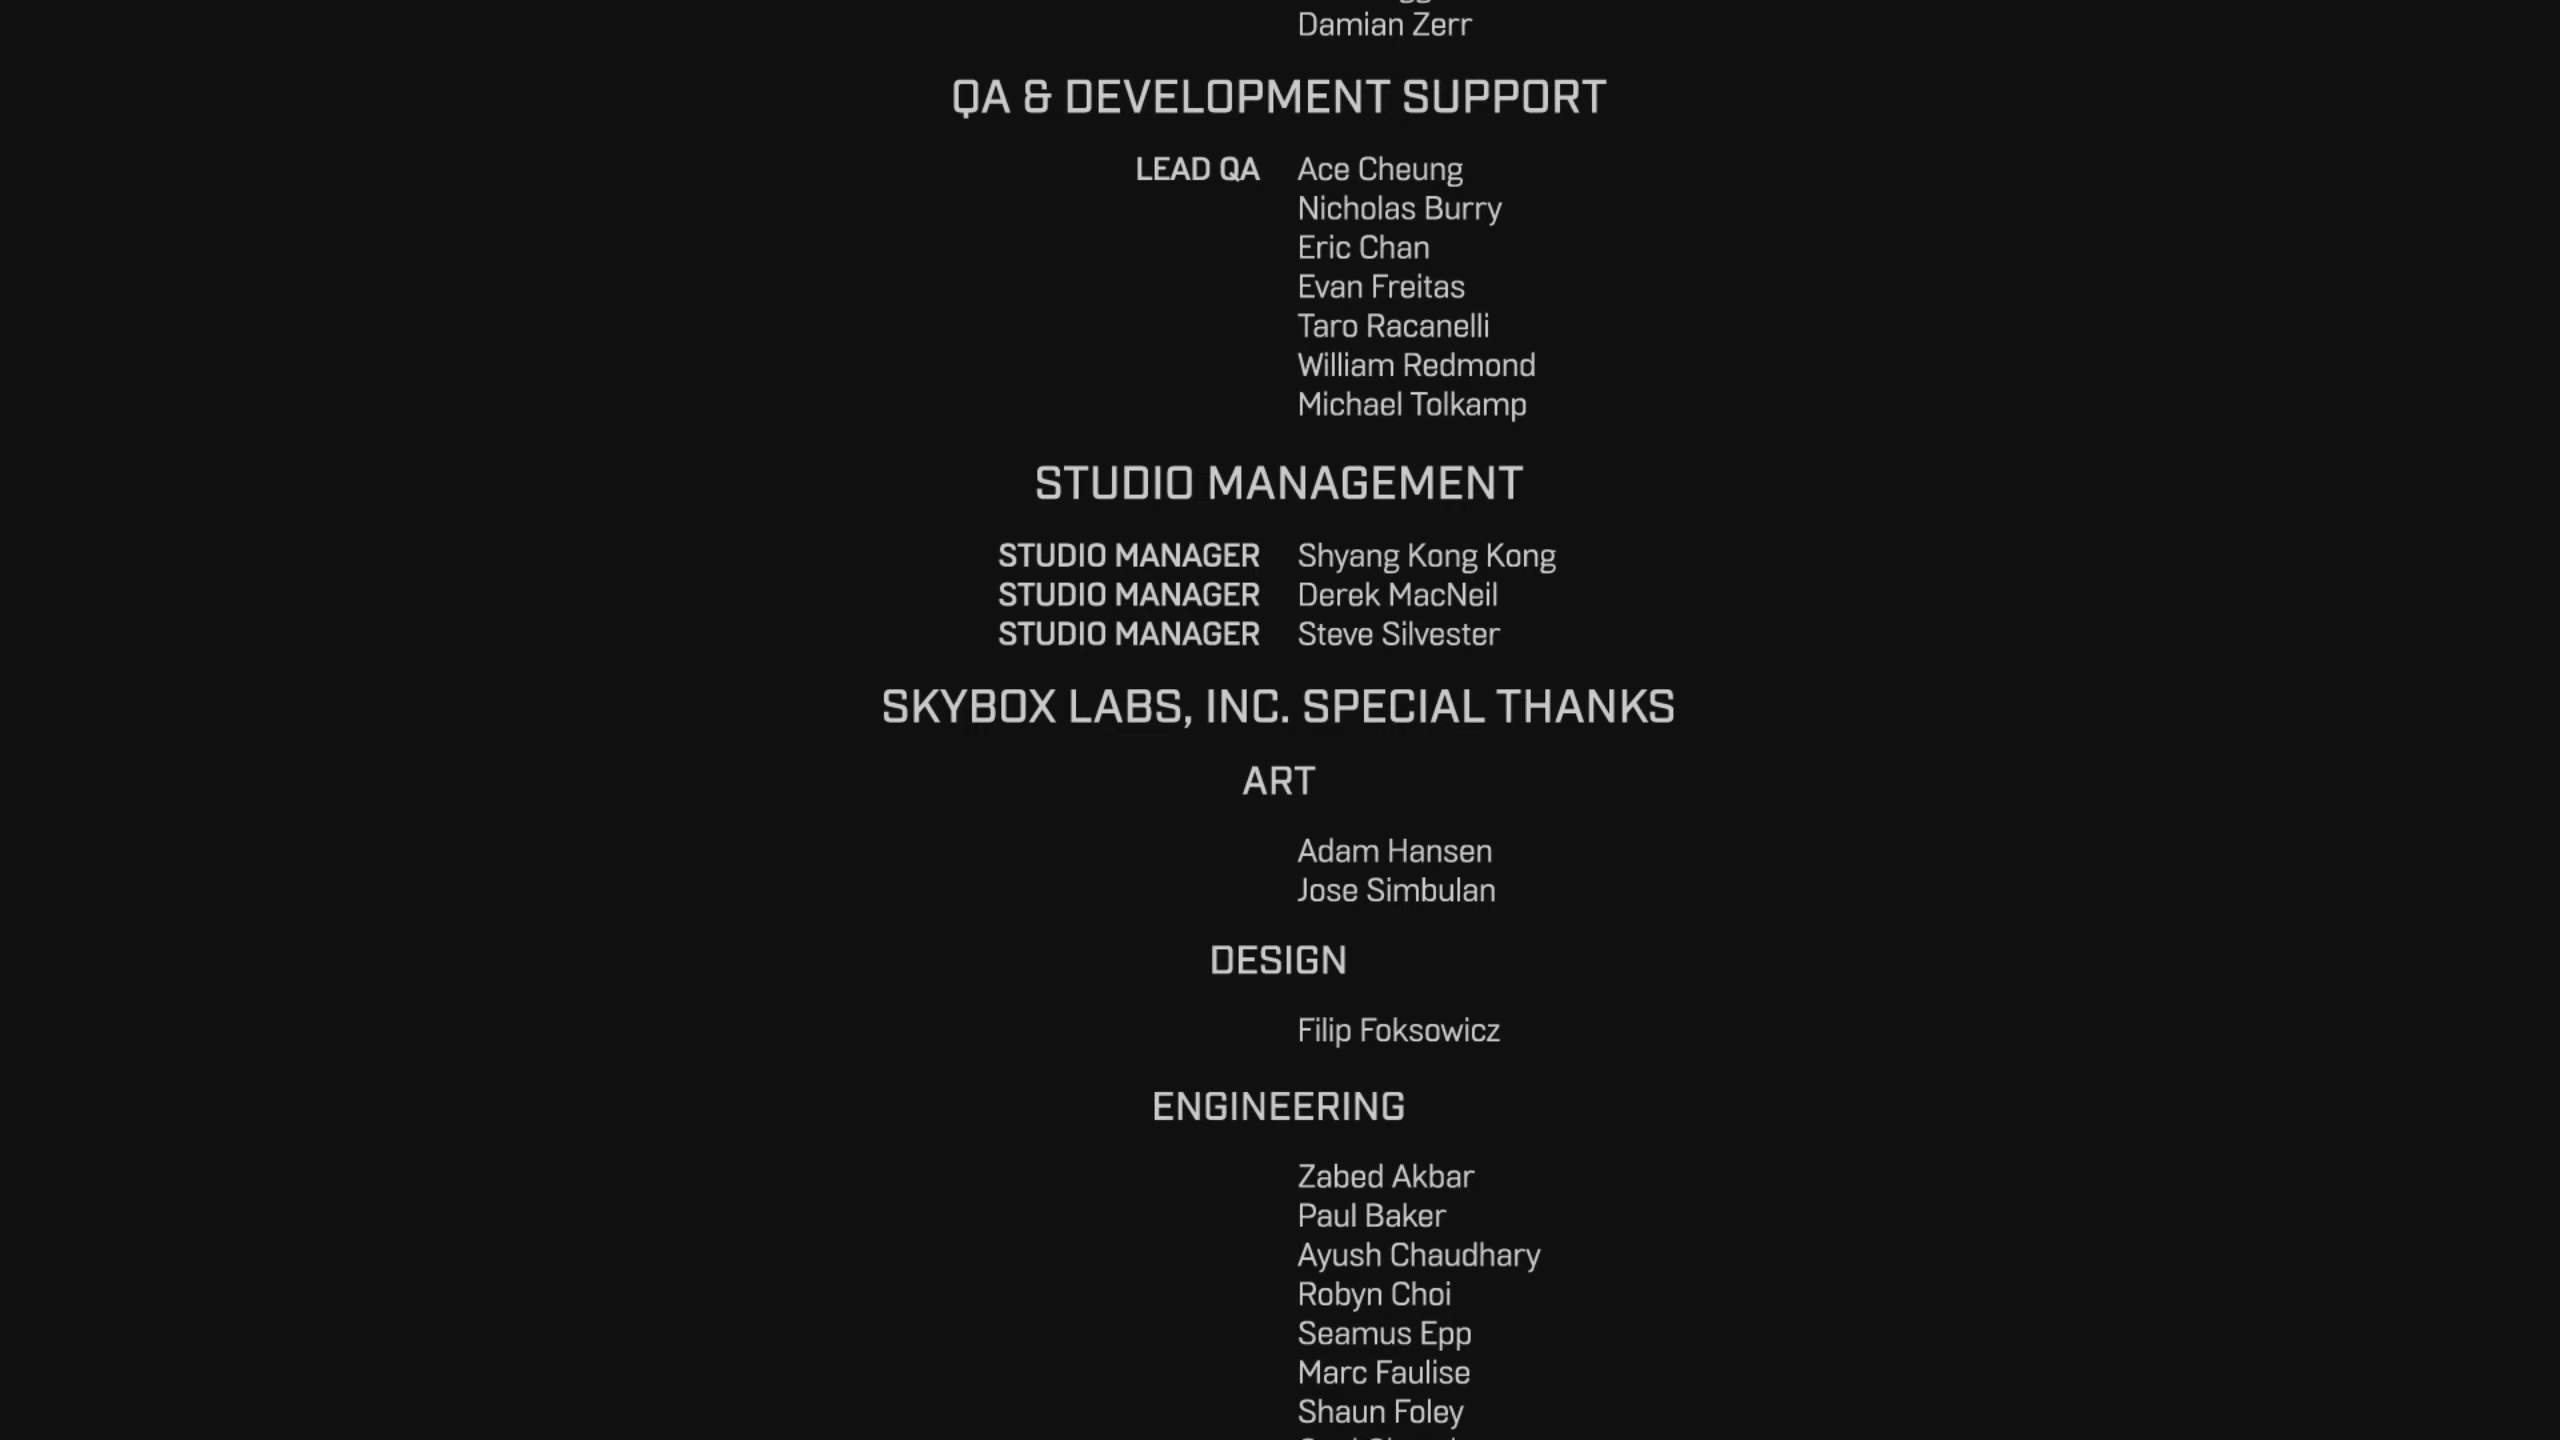 Damian Zerr
QA & DEVELOPMENT SUPPORT
LEAD QA Ace Cheung
Nicholas Burry
Eric Chan
Evan Freitas
Taro Racanelli
William Redmond
Michael Tolkamp
STUDIO MANAGEMENT
STUDIO MANAGER Shyang Kong Kong
STUDIO MANAGER Derek MacNeil
STUDIO MANAGER Steve Silvester
SKYBOX LABS, INC. SPECIAL THANKS
ART
Adam Hansen
Jose Simbulan
DESIGN
Filip Foksowicz
ENGINEERING
Zabed Akbar
Paul Baker
Ayush Chaudhary
Robyn Choi
Seamus Epp
Marc Faulise
Shaun Foley